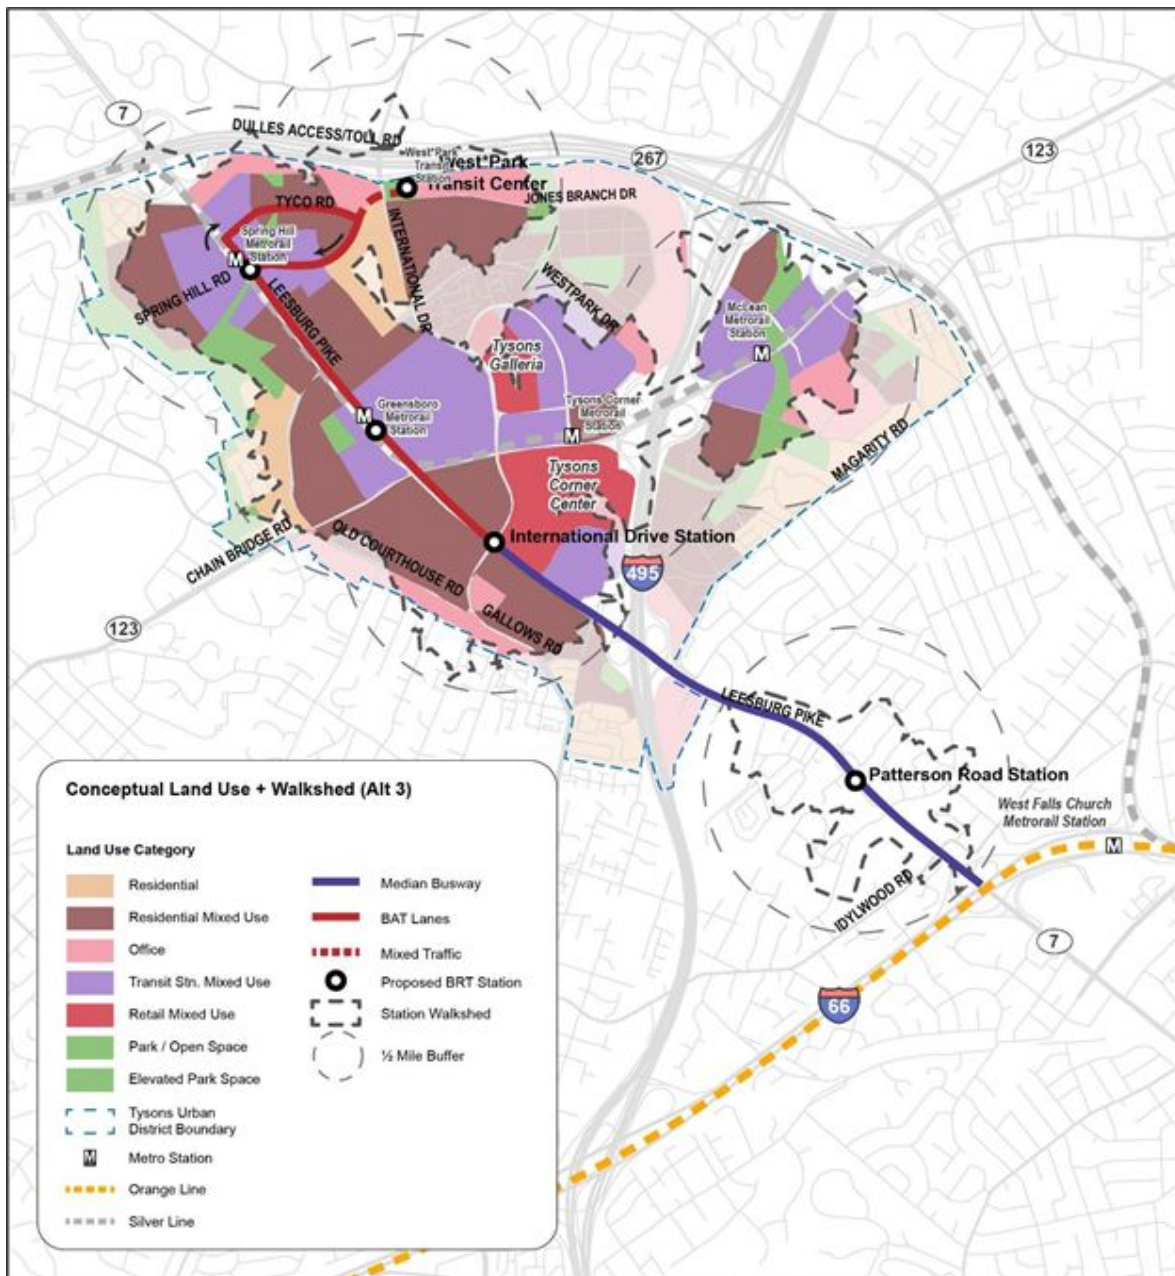 7
DULLES ACCESS/TOLL RD
267
123
West*Park
Transit
Station
West*Park
Transit Center
JONES BRANCH DR
TYCO RD
INTERNATIONAL DR
Spring Hill
Metrorail
Station
M
SPRING HILL RD
LEESBURG PIKE
WESTPARK DR
McLean
Metrorail
Station
M
Tysons
Galleria
Greensboro
Metrorail
Station
M
Tysons Corner
Metrorail
Station
M
MAGARITY RD
Tysons
Corner
Center
CHAIN BRIDGE RD
OLD COURTHOUSE RD
International Drive Station
495
123
GALLOWS RD
LEESBURG PIKE
Patterson Road Station
West Falls Church
Metrorail Station
M
IDYLWOOD RD
7
66
Conceptual Land Use + Walkshed (Alt 3)
Land Use Category
Residential
Residential Mixed Use
Office
Transit Stn. Mixed Use
Retail Mixed Use
Park / Open Space
Elevated Park Space
Tysons Urban
District Boundary
M
Metro Station
Orange Line
Silver Line
Median Busway
BAT Lanes
Mixed Traffic
Proposed BRT Station
Station Walkshed
½ Mile Buffer